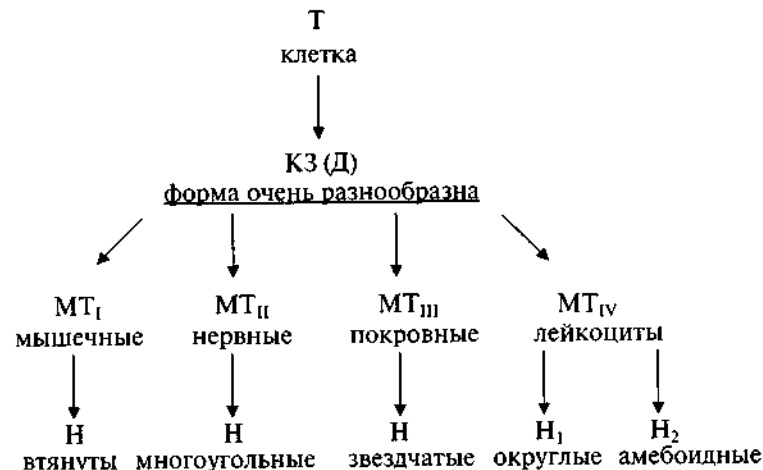 Т
клетка
КЗ (Д)
форма очень разнообразна
МТI МТII МТIII МТIV
мышечные нервные покровные лейкоциты
Н Н Н Н1 Н2
втянуты многоугольные звездчатые округлые амебоидные